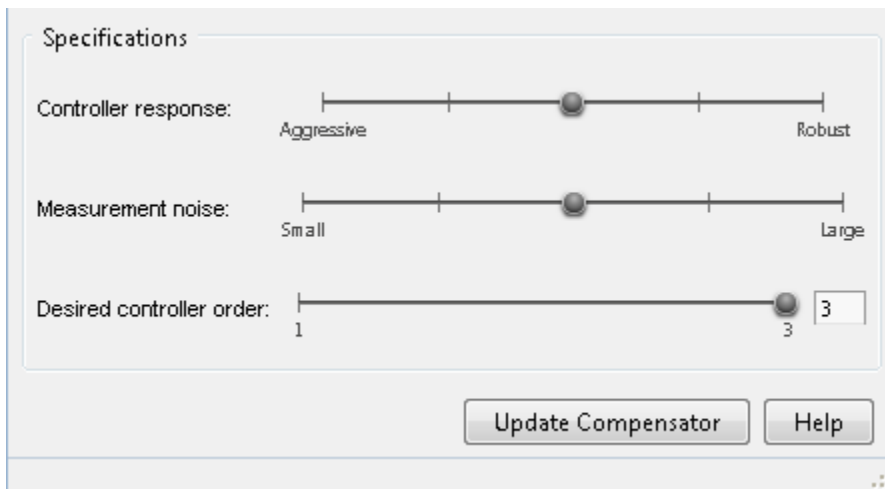 Specifications
Controller response:
Aggressive Robust
Measurement noise:
Small Large
Desired controller order: 3
1 3
Update Compensator Help